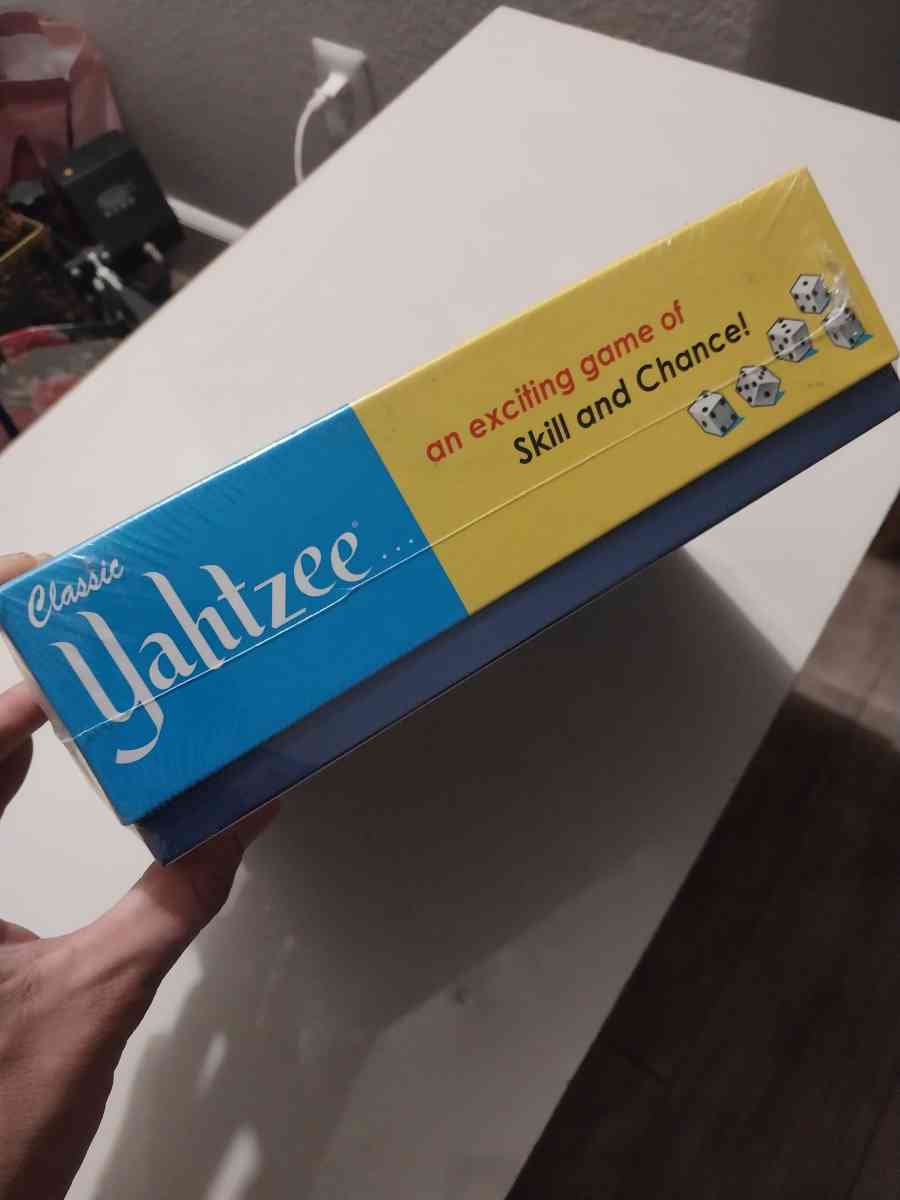 Classic
Yahtzee® ...
an exciting game of
Skill and Chance!